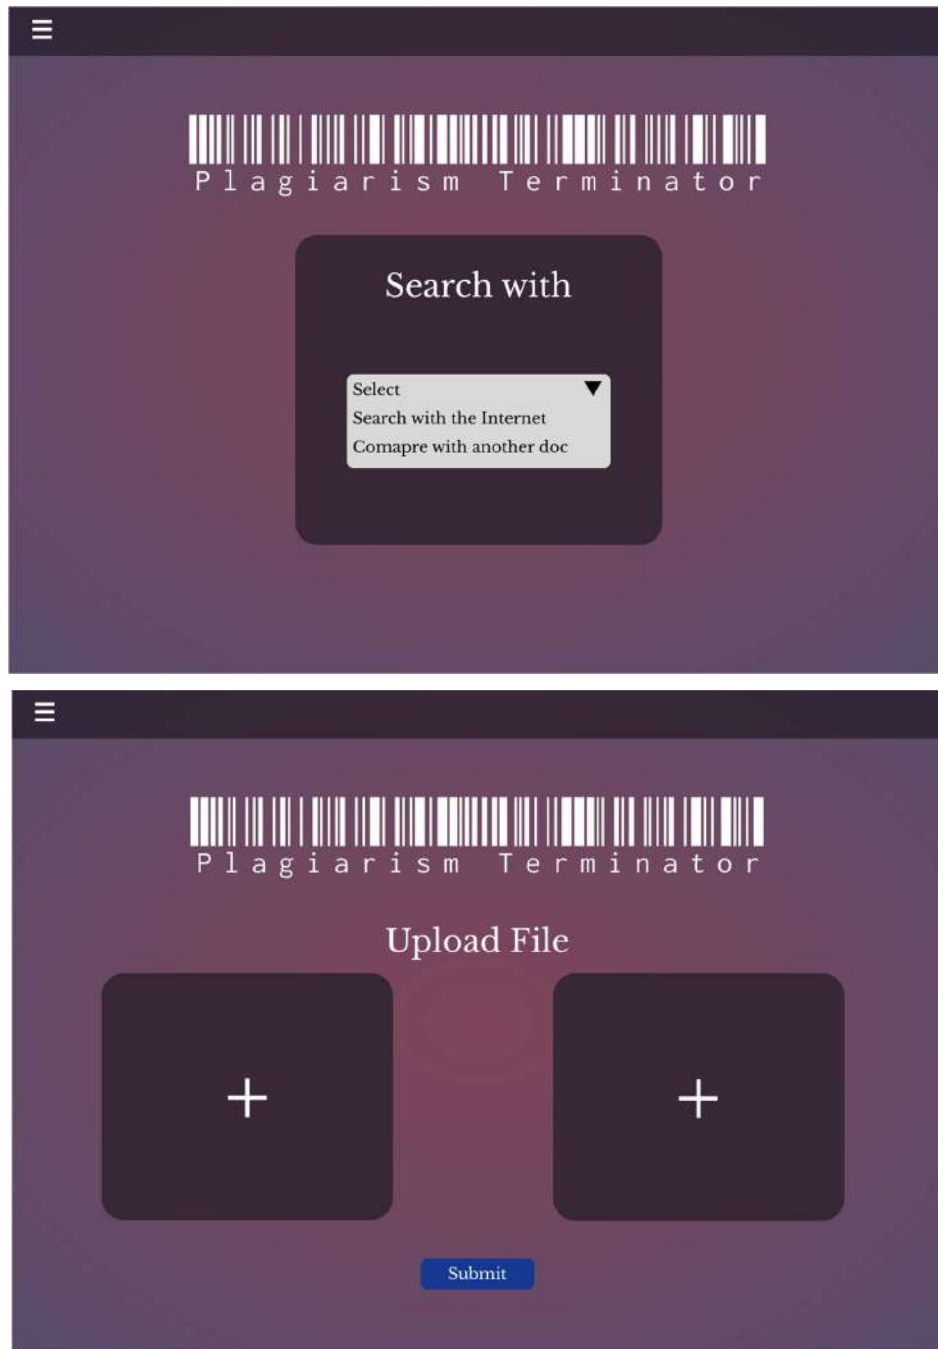 Plagiarism Terminator
Search with
Select
Search with the Internet
Comapre with another doc
Plagiarism Terminator
Upload File
Submit